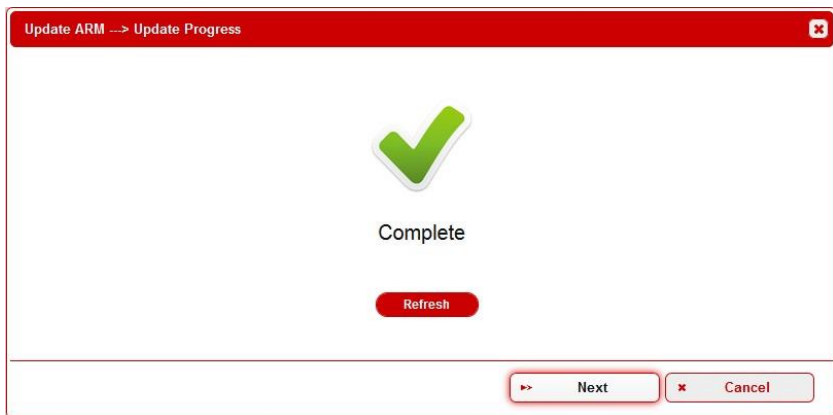 Update ARM ---> Update Progress
Complete
Refresh
Next
Cancel